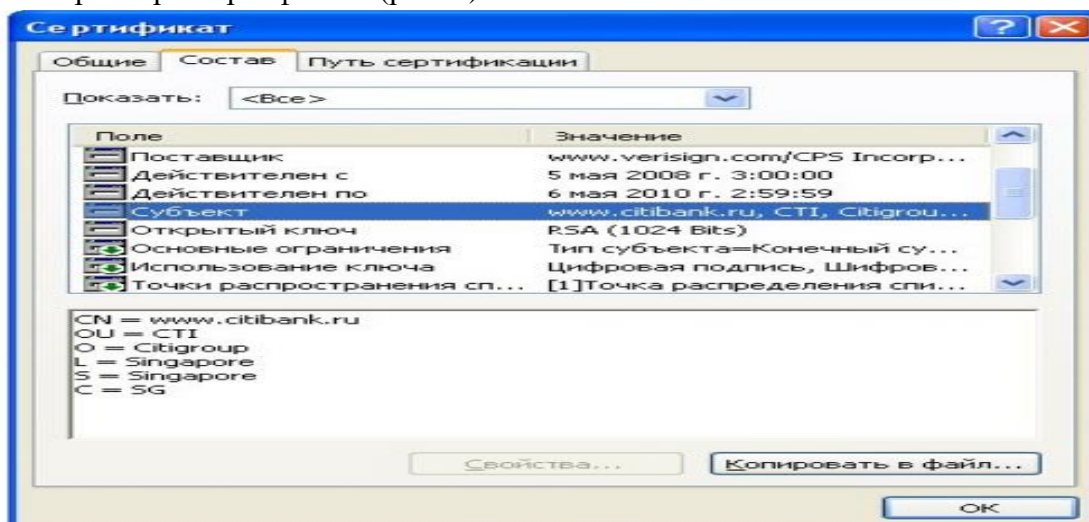 Сертификат
Общие Состав Путь сертификации
Показать: <Все>
Поле Значение
Поставщик www.verisign.com/CPS Incorp...
Действителен с 5 мая 2008 г. 3:00:00
Действителен по 6 мая 2010 г. 2:59:59
Субъект www.citibank.ru, CTI, Citigrou...
Открытый ключ RSA (1024 Bits)
Основные ограничения Тип субъекта=Конечный су...
Использование ключа Цифровая подпись, Шифров...
Точки распространения сп... [1]Точка распределения спи...
CN = www.citibank.ru
OU = CTI
O = Citigroup
L = Singapore
S = Singapore
C = SG
Свойства... Копировать в файл...
OK